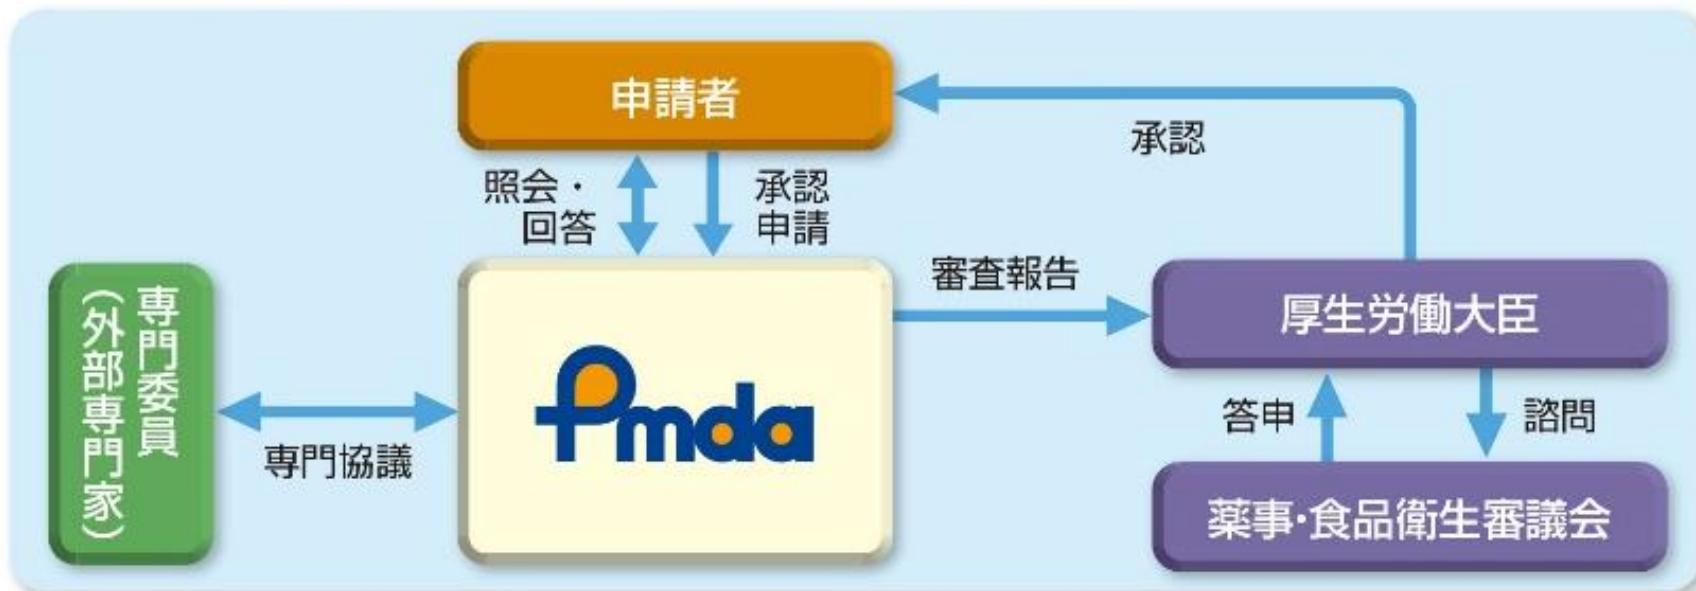 申請者
承認
照会・
回答
承認
申請
審査報告
厚生労働大臣
専門委員
（外部専門家）
専門協議
Pmda
答申
諮問
薬事・食品衛生審議会